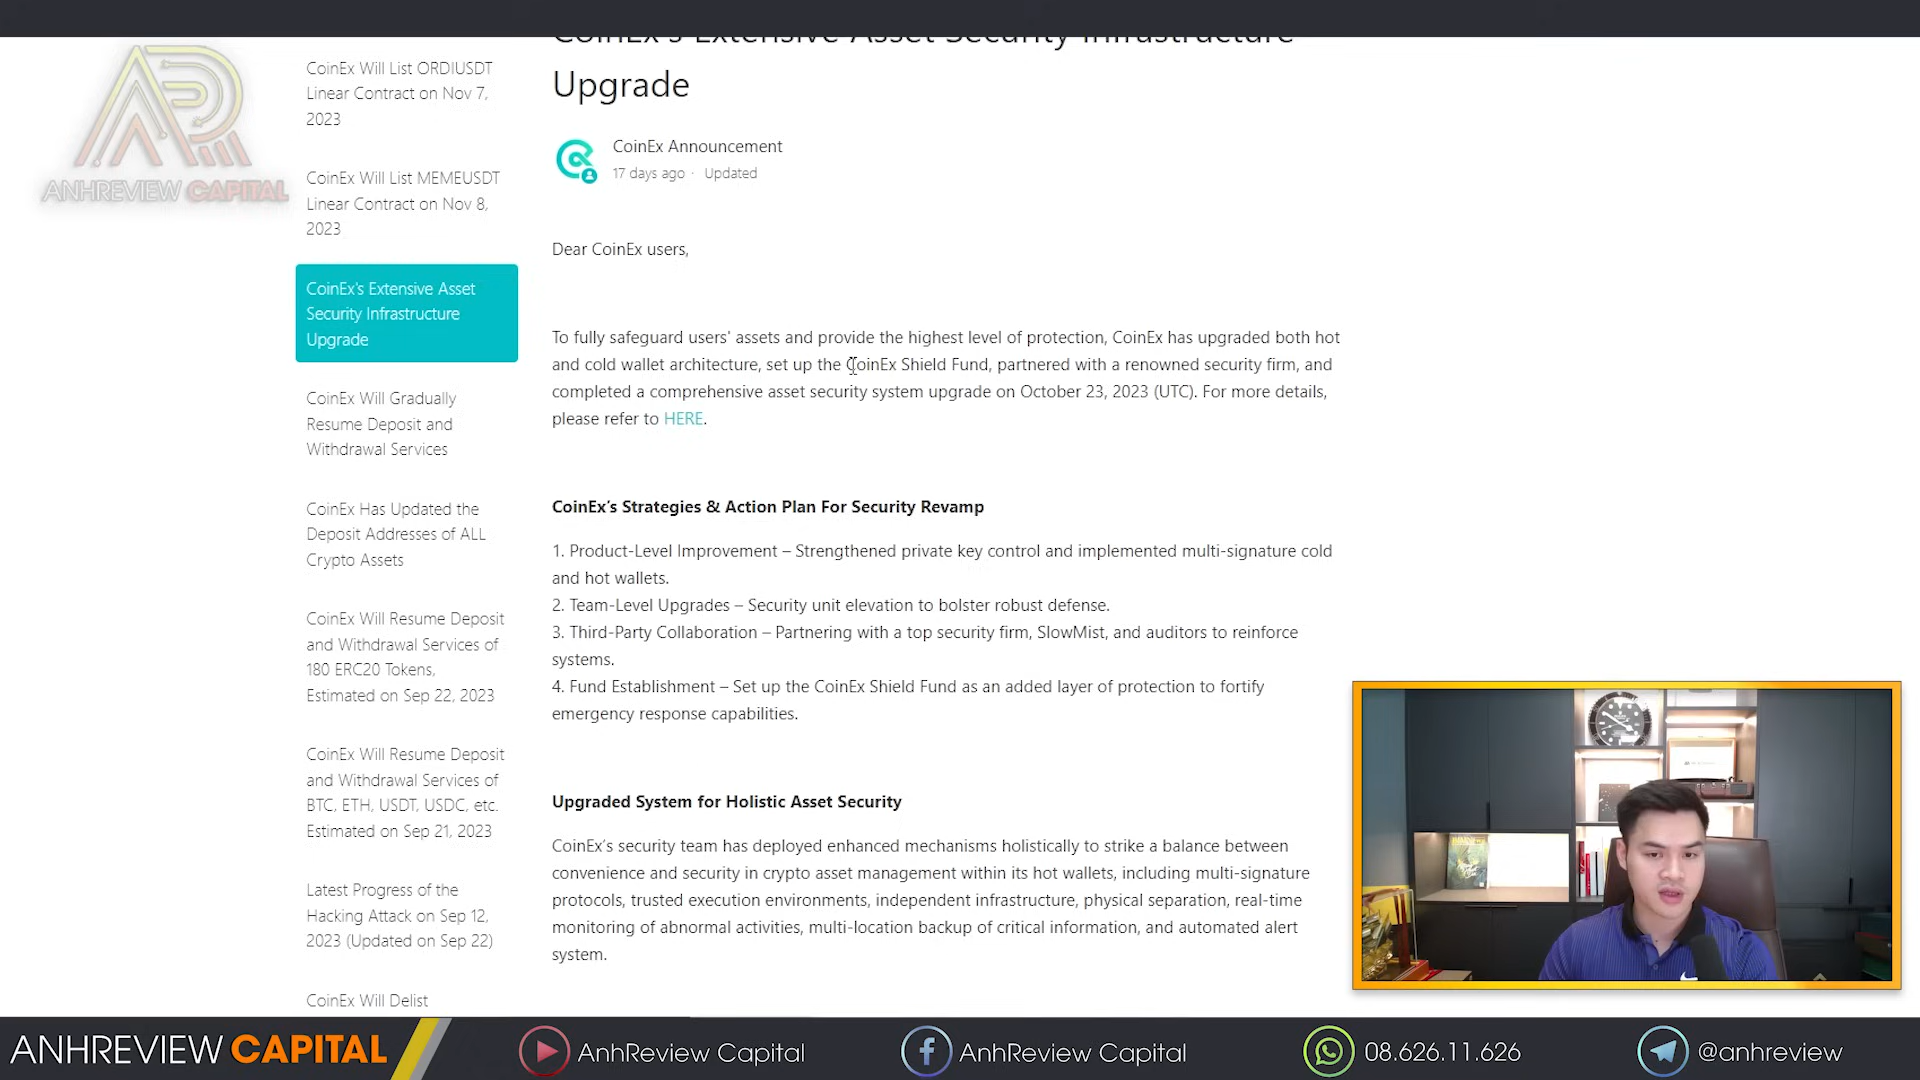 CoinEx's Extensive Asset Security Infrastructure
Upgrade
ANHREVIEW CAPITAL
CoinEx Will List ORDIUSDT
Linear Contract on Nov 7,
2023
CoinEx Will List MEMEUSDT
Linear Contract on Nov 8,
2023
CoinEx's Extensive Asset
Security Infrastructure
Upgrade
CoinEx Will Gradually
Resume Deposit and
Withdrawal Services
CoinEx Has Updated the
Deposit Addresses of ALL
Crypto Assets
CoinEx Will Resume Deposit
and Withdrawal Services of
180 ERC20 Tokens,
Estimated on Sep 22, 2023
CoinEx Will Resume Deposit
and Withdrawal Services of
BTC, ETH, USDT, USDC, etc.
Estimated on Sep 21, 2023
Latest Progress of the
Hacking Attack on Sep 12,
2023 (Updated on Sep 22)
CoinEx Will Delist
CoinEx Announcement
17 days ago · Updated
Dear CoinEx users,
To fully safeguard users' assets and provide the highest level of protection, CoinEx has upgraded both hot
and cold wallet architecture, set up the CoinEx Shield Fund, partnered with a renowned security firm, and
completed a comprehensive asset security system upgrade on October 23, 2023 (UTC). For more details,
please refer to HERE.
CoinEx's Strategies & Action Plan For Security Revamp
1. Product-Level Improvement – Strengthened private key control and implemented multi-signature cold
and hot wallets.
2. Team-Level Upgrades – Security unit elevation to bolster robust defense.
3. Third-Party Collaboration – Partnering with a top security firm, SlowMist, and auditors to reinforce
systems.
4. Fund Establishment – Set up the CoinEx Shield Fund as an added layer of protection to fortify
emergency response capabilities.
Upgraded System for Holistic Asset Security
CoinEx's security team has deployed enhanced mechanisms holistically to strike a balance between
convenience and security in crypto asset management within its hot wallets, including multi-signature
protocols, trusted execution environments, independent infrastructure, physical separation, real-time
monitoring of abnormal activities, multi-location backup of critical information, and automated alert
system.
ANHREVIEW CAPITAL
AnhReview Capital
AnhReview Capital
08.626.11.626
@anhreview